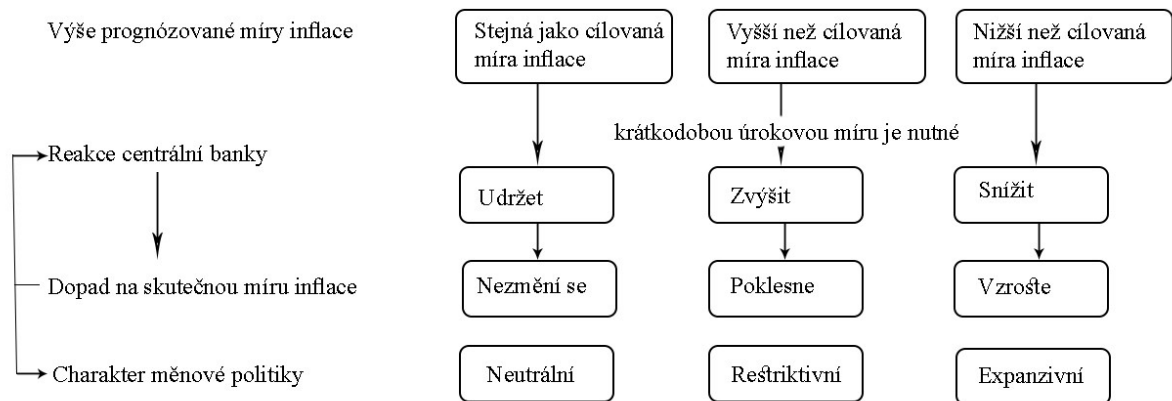 Výše prognózované míry inflace
Stejná jako cílovaná
míra inflace
Vyšší než cílovaná
míra inflace
Nižší než cílovaná
míra inflace
krátkodobou úrokovou míru je nutné
Reakce centrální banky
Udržet
Zvýšit
Snížit
Dopad na skutečnou míru inflace
Nezmění se
Poklesne
Vzroste
Charakter měnové politiky
Neutrální
Restriktivní
Expanzivní